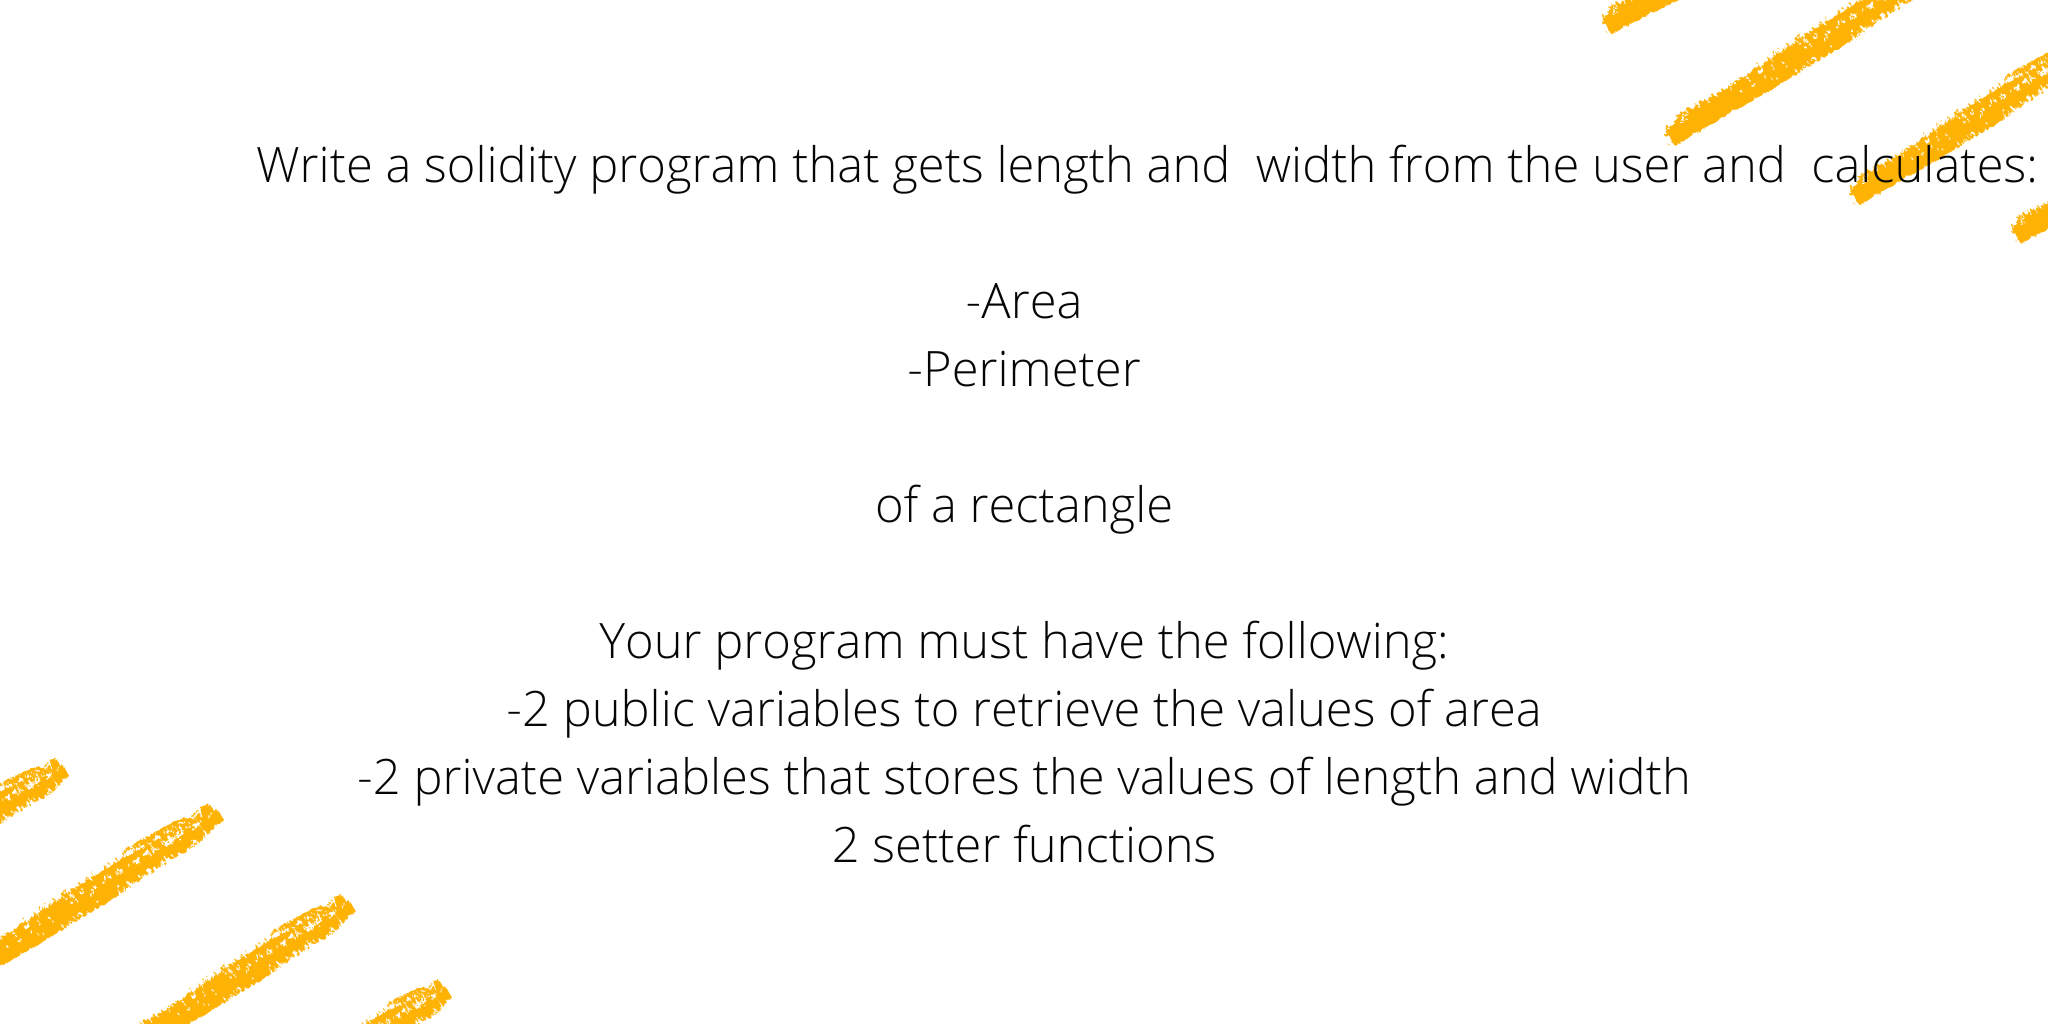 Write a solidity program that gets length and  width from the user and  calculates:
-Area
-Perimeter
of a rectangle
Your program must have the following:
-2 public variables to retrieve the values of area
-2 private variables that stores the values of length and width
2 setter functions